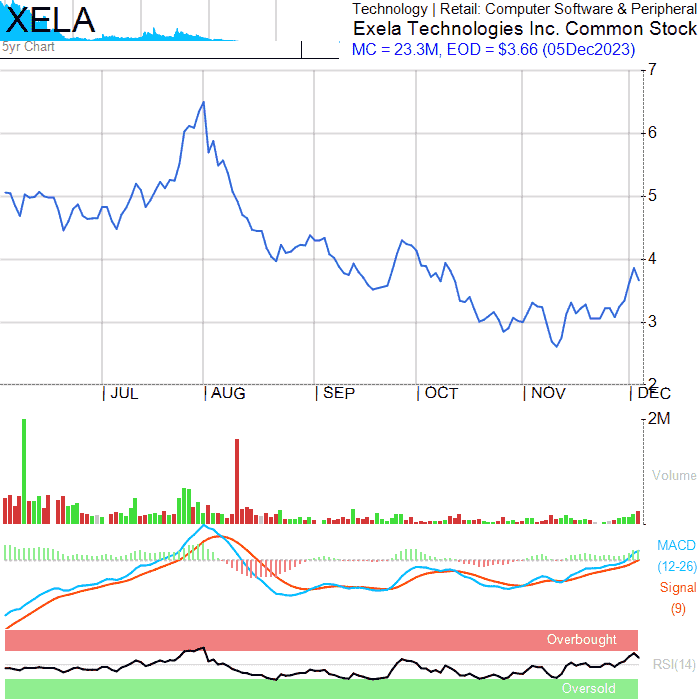 XELA
5yr Chart
Technology | Retail: Computer Software & Peripheral
Exela Technologies Inc. Common Stock
MC = 23.3M, EOD = $3.66 (05Dec2023)
7
6
5
4
3
2
JUL AUG SEP OCT NOV DEC
2M
Volume
MACD
(12-26)
Signal
(9)
Overbought
RSI(14)
Oversold